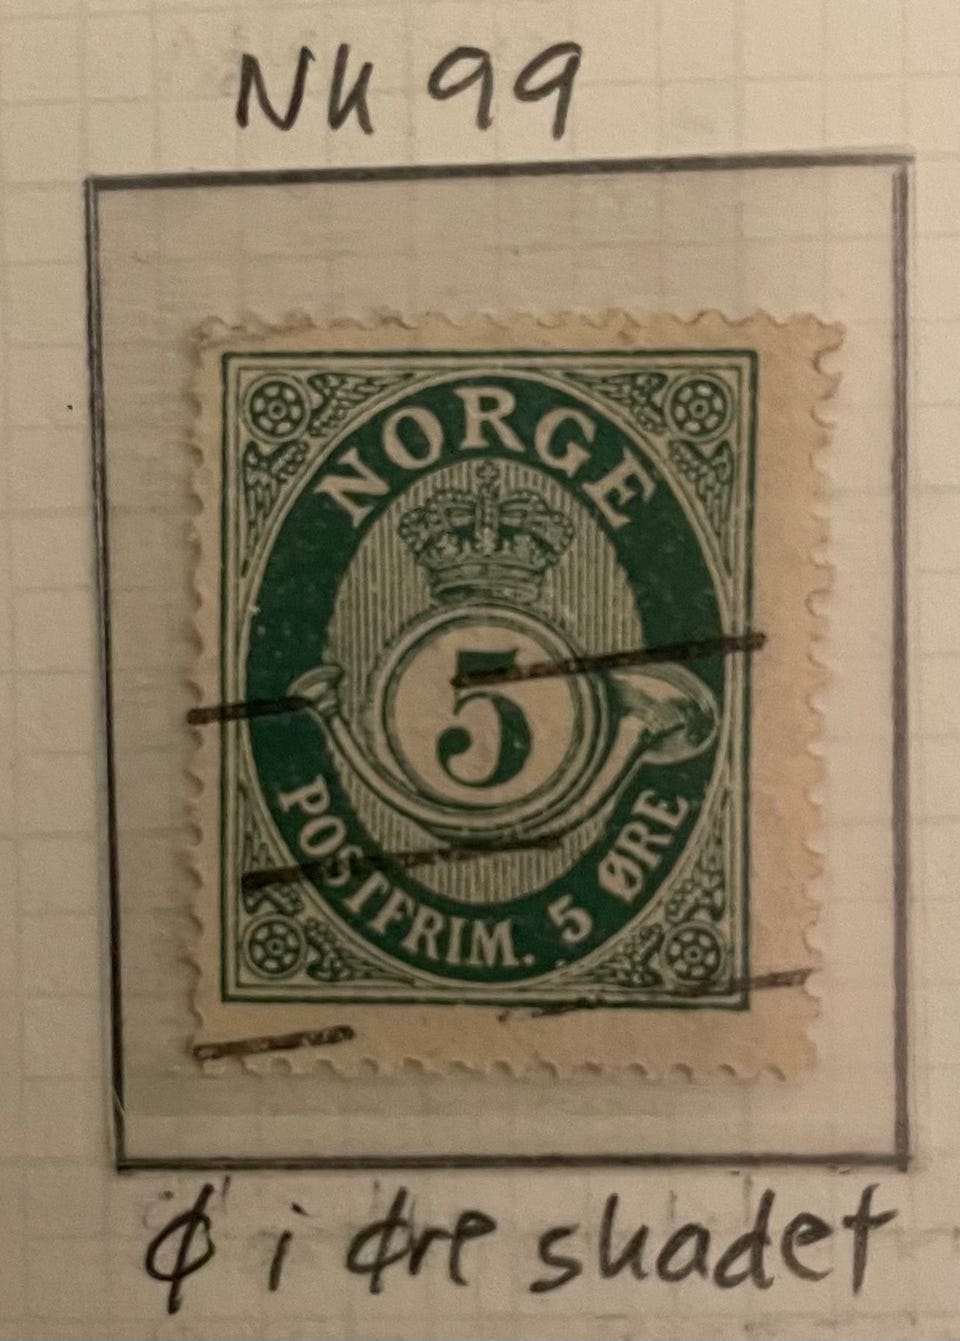 Nk 99
NORGE
5
POSTFRIM. 5 ØRE
Ø i Øre skadet